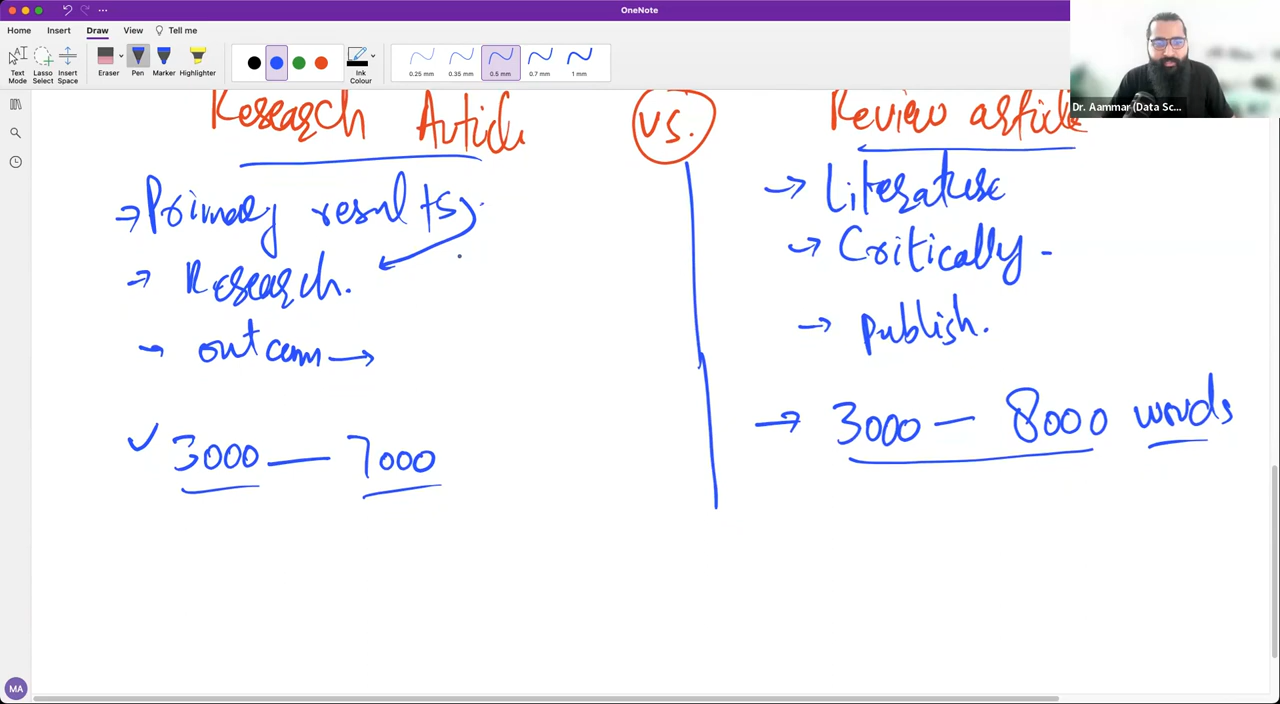 OneNote
Home Insert Draw View Tell me
Text Mode
Lasso Select
Insert Space
Eraser
Pen
Marker
Highlighter
Ink Colour
0.25 mm
0.35 mm
0.5 mm
0.7 mm
1 mm
Dr. Aammar (Data Sc...
Research Article
vs.
Review article
→ Primary results
→ Research.
→ outcom →
✓ 3000 — 7000
→ Literature
→ Critically -
→ publish.
→ 3000 — 8000 words
MA